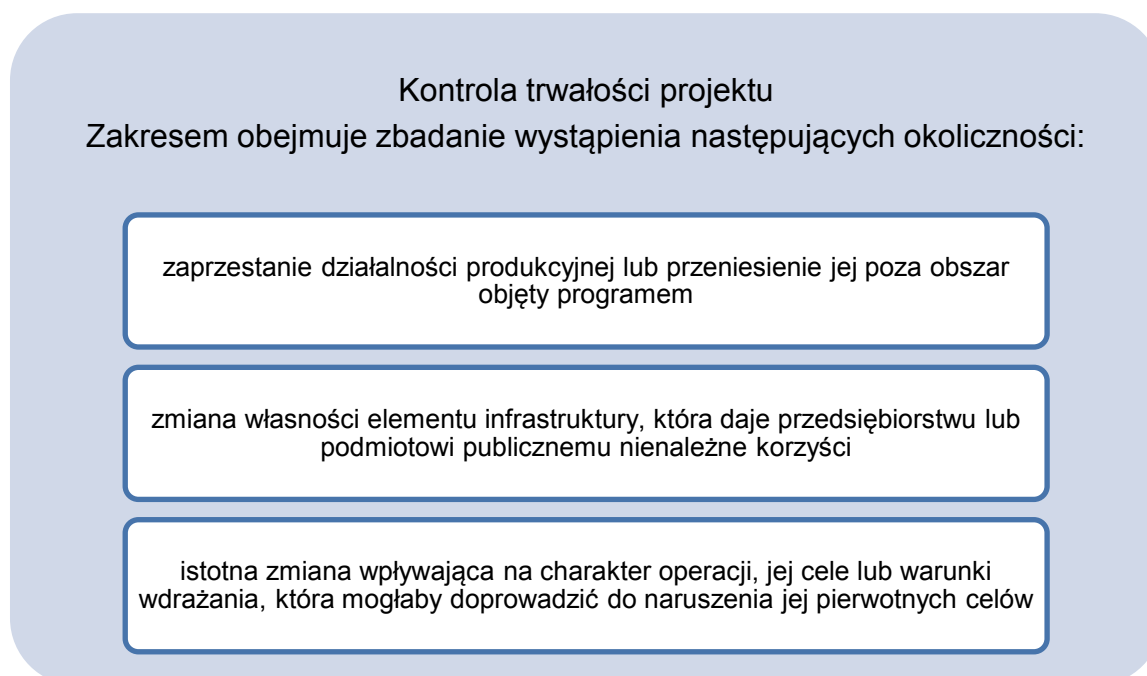 Kontrola trwałości projektu
Zakresem obejmuje zbadanie wystąpienia następujących okoliczności:
zaprzestanie działalności produkcyjnej lub przeniesienie jej poza obszar
objęty programem
zmiana własności elementu infrastruktury, która daje przedsiębiorstwu lub
podmiotowi publicznemu nienależne korzyści
istotna zmiana wpływająca na charakter operacji, jej cele lub warunki
wdrażania, która mogłaby doprowadzić do naruszenia jej pierwotnych celów